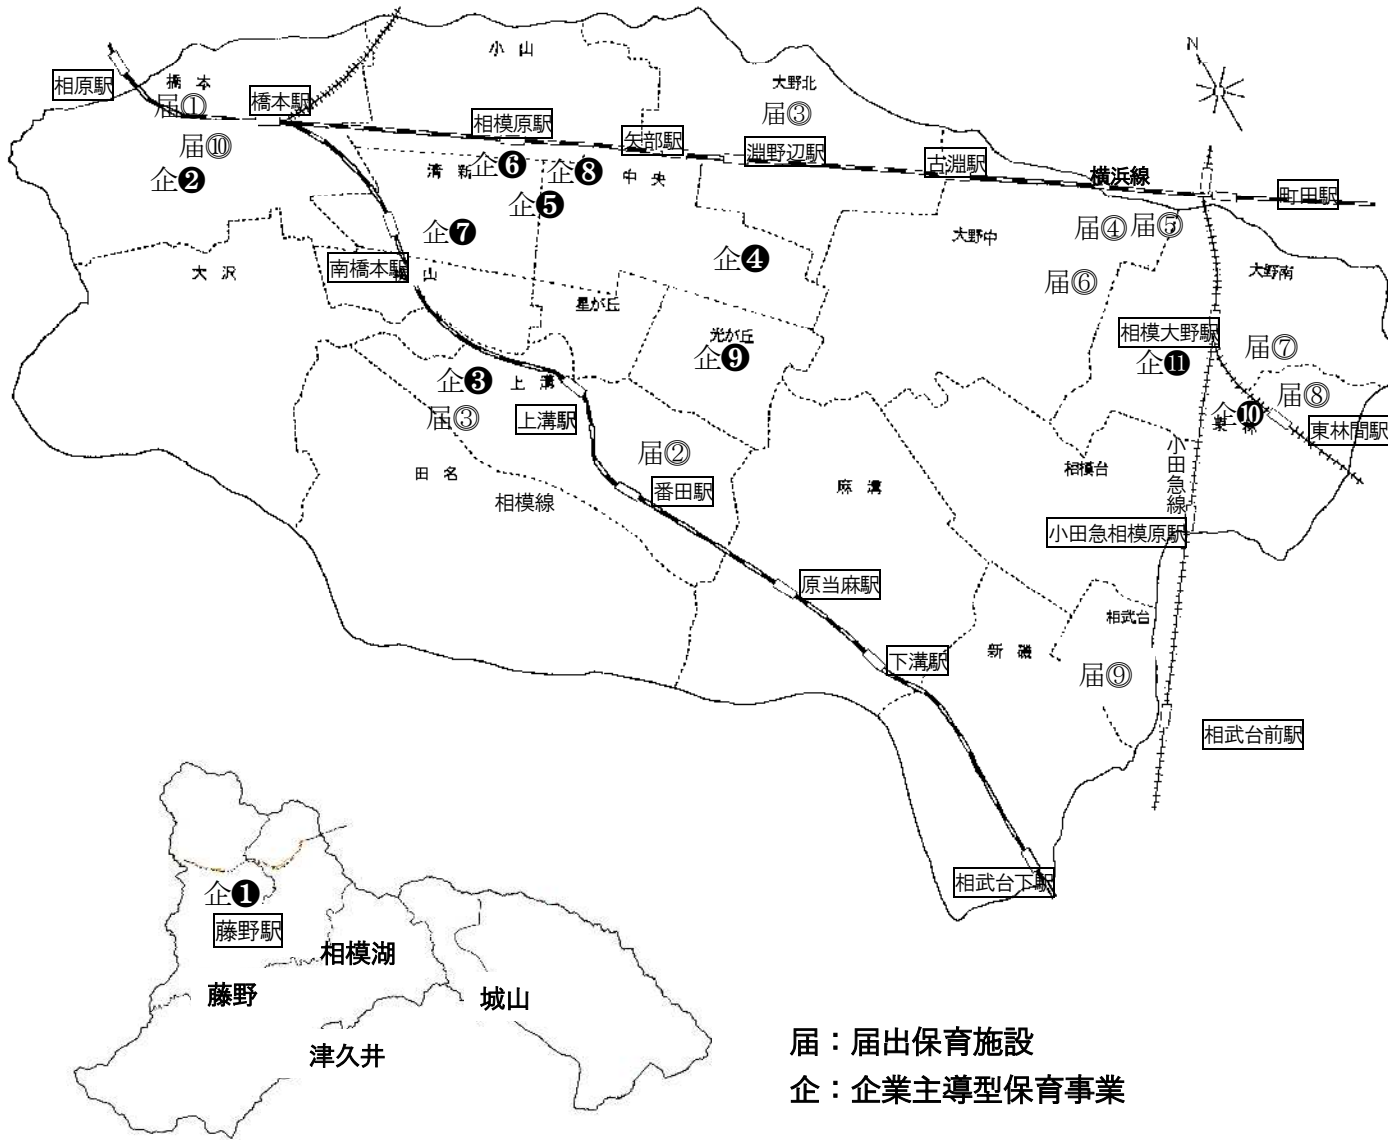 小 山
N
相原駅
橋 本
大野北
届①
橋本駅
届③
相模原駅
届⑩
矢部駅
淵野辺駅
古淵駅
横浜線
町田駅
企❷
清 新
企❻
企❽
中 央
企❺
企❼
届④
届⑤
大野中
企❹
大 沢
南橋本駅
山
届⑥
大野南
星が丘
光が丘
相模大野駅
企❾
企⓫
届⑦
企❸
上 溝
届⑧
届③
上溝駅
企❿
東林間駅
届②
田 名
相模線
番田駅
麻 溝
相模台
小田急線
小田急相模原駅
原当麻駅
相武台
下溝駅
新 磯
届⑨
相武台前駅
相武台下駅
企❶
藤野駅
相模湖
藤野
城山
津久井
届:届出保育施設
企:企業主導型保育事業